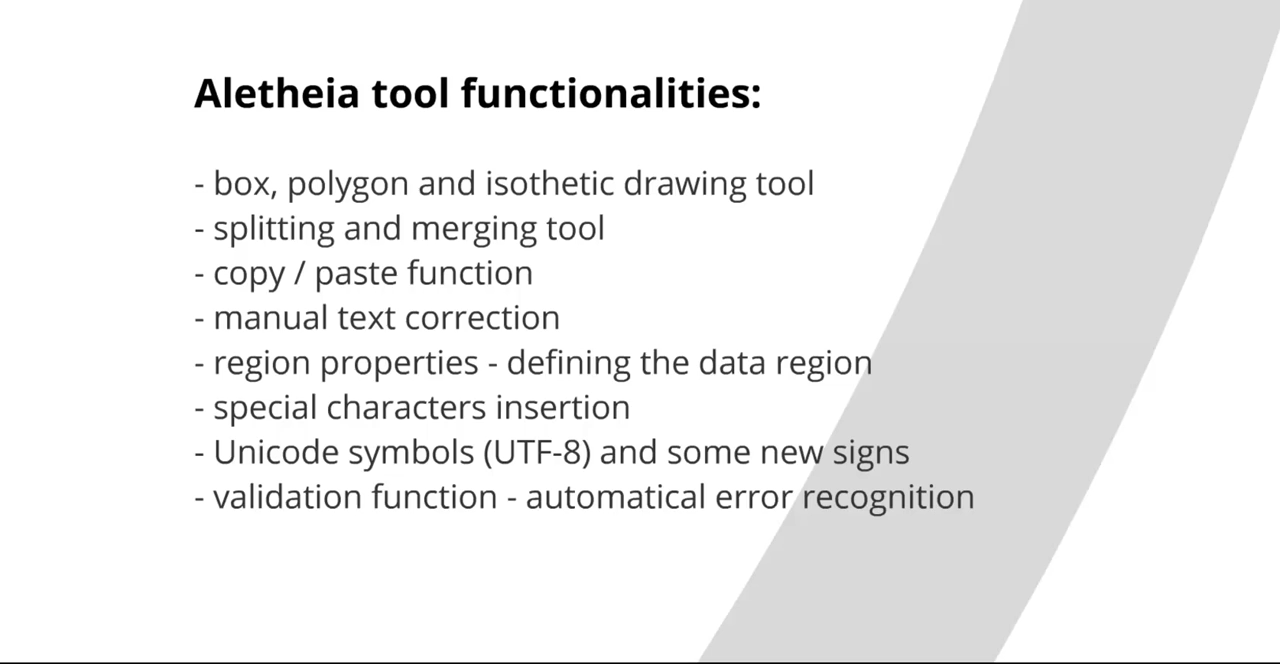 Aletheia tool functionalities:
- box, polygon and isothetic drawing tool
- splitting and merging tool
- copy / paste function
- manual text correction
- region properties - defining the data region
- special characters insertion
- Unicode symbols (UTF-8) and some new signs
- validation function - automatical error recognition